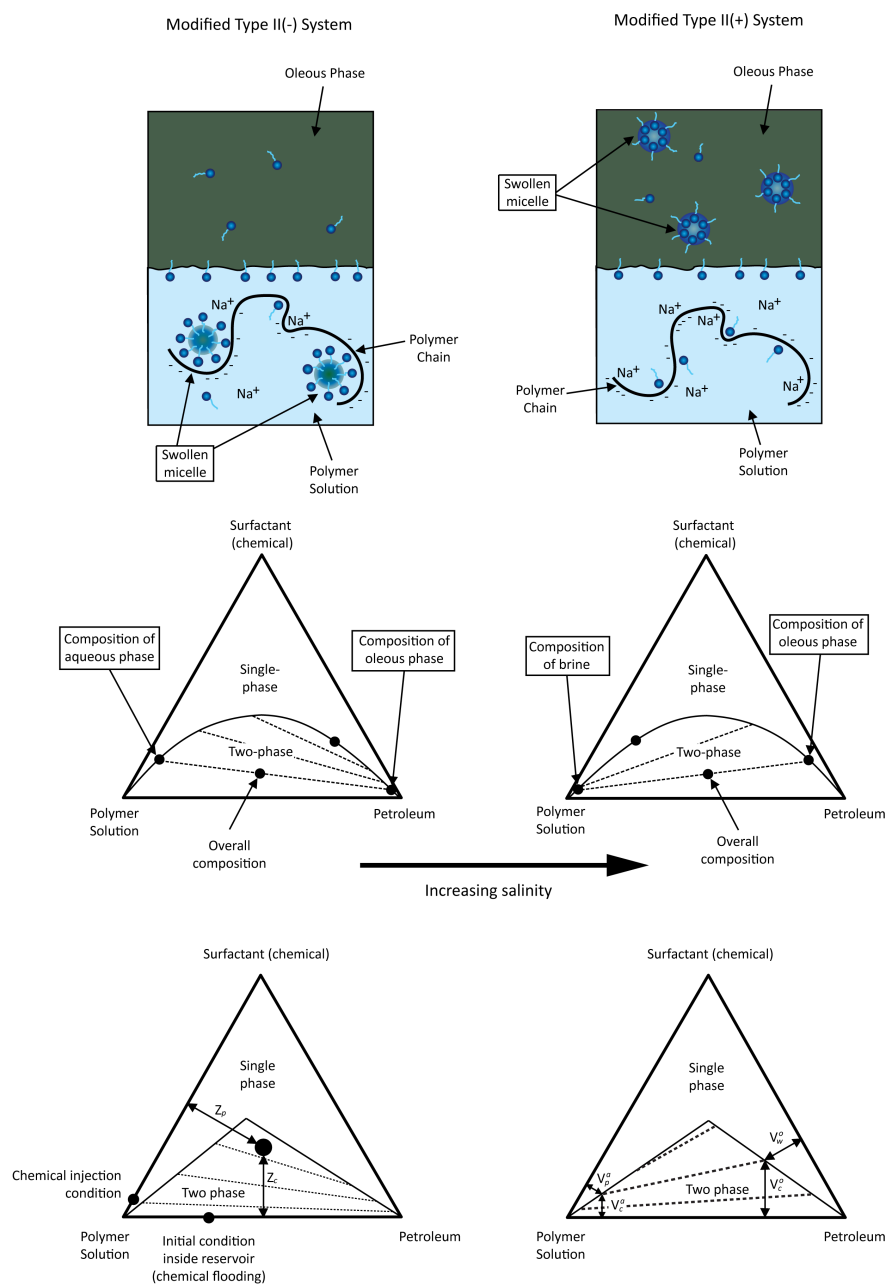 Modified Type II(-) System
Modified Type II(+) System
Oleous Phase
Oleous Phase
Swollen
micelle
Na+
Na+
Na+
Polymer
Chain
Swollen
micelle
Polymer
Solution
Na+
Na+
Na+
Na+
Na+
Na+
Polymer
Chain
Polymer
Solution
Surfactant
(chemical)
Composition of
aqueous phase
Composition of
oleous phase
Single-
phase
Two-phase
Polymer
Solution
Petroleum
Overall
composition
Surfactant
(chemical)
Composition
of brine
Composition of
oleous phase
Single-
phase
Two-phase
Polymer
Solution
Petroleum
Overall
composition
Increasing salinity
Surfactant (chemical)
Single
phase
Zp
Zc
Chemical injection
condition
Two phase
Polymer
Solution
Initial condition
inside reservoir
(chemical flooding)
Petroleum
Surfactant (chemical)
Single
phase
Vwo
Vpa
Vca
Two phase
Vco
Polymer
Solution
Petroleum